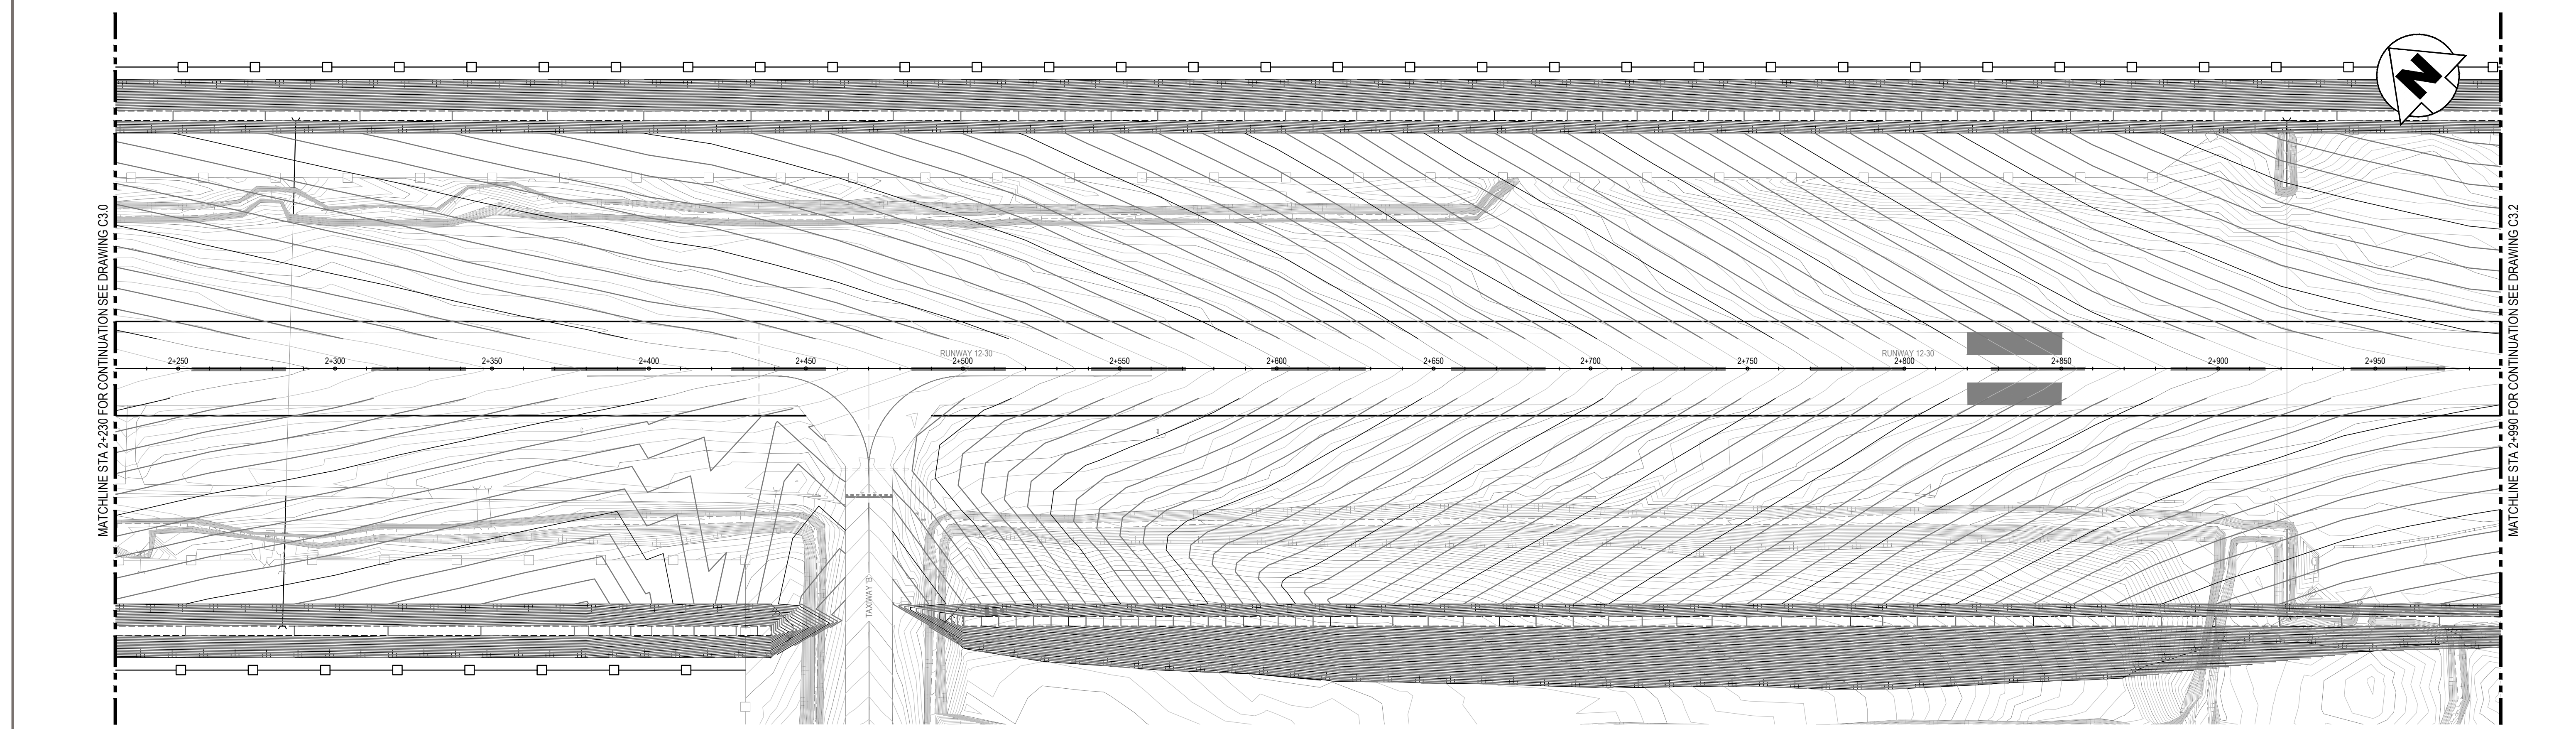 N
MATCHLINE STA 2+230 FOR CONTINUATION SEE DRAWING C3.0
MATCHLINE STA 2+990 FOR CONTINUATION SEE DRAWING C3.2
RUNWAY 12-30
RUNWAY 12-30
2+250
2+300
2+350
2+400
2+450
2+500
2+550
2+600
2+650
2+700
2+750
2+800
2+850
2+900
2+950
TAXIWAY 'B'